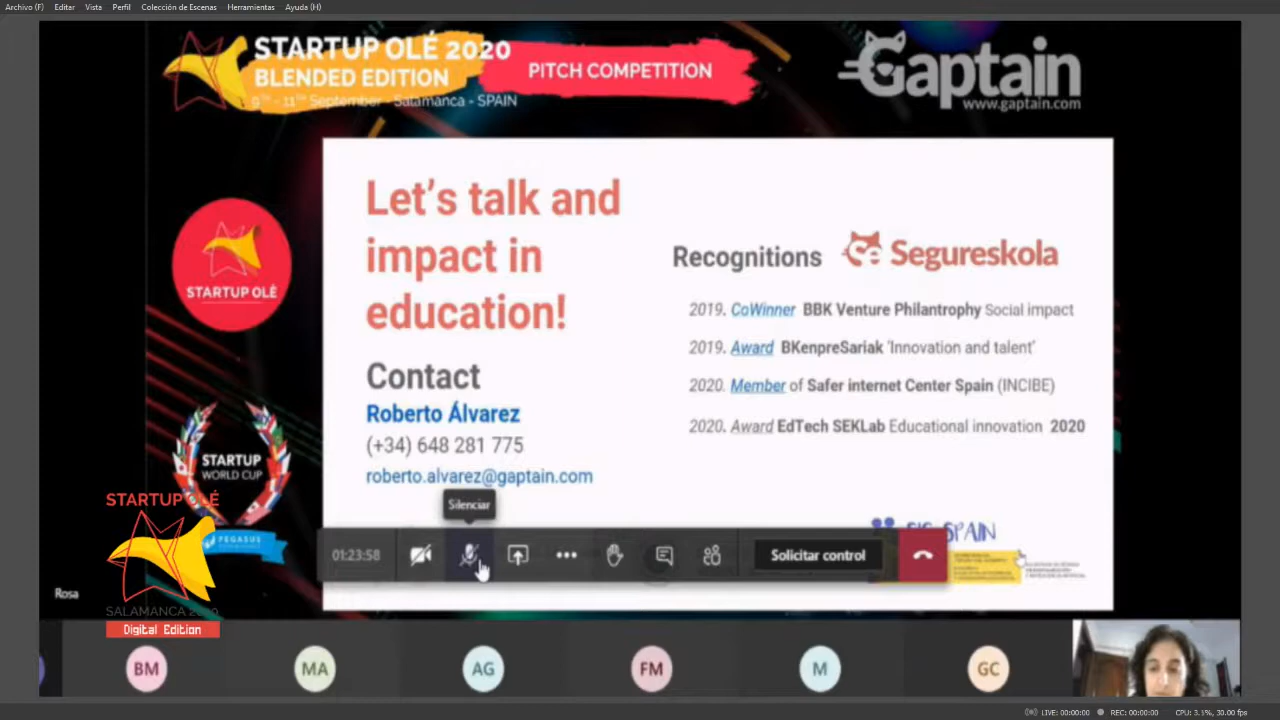 Archivo (F) Editar Vista Perfil Colección de Escenas Herramientas Ayuda (H)
STARTUP OLÉ 2020
BLENDED EDITION
9TH - 11TH September - Salamanca - SPAIN
PITCH COMPETITION
Gaptain
www.gaptain.com
Let's talk and
impact in
education!
Contact
Roberto Álvarez
(+34) 648 281 775
roberto.alvarez@gaptain.com
Recognitions
Segureskola
2019. CoWinner BBK Venture Philantrophy Social impact
2019. Award BKenpreSariak 'Innovation and talent'
2020. Member of Safer internet Center Spain (INCIBE)
2020. Award EdTech SEKLab Educational innovation 2020
STARTUP OLÉ
STARTUP
WORLD CUP
PEGASUS
STARTUP OLÉ
SALAMANCA 2020
Digital Edition
Rosa
Silenciar
01:23:58
Solicitar control
SPAIN
BM
MA
AG
FM
M
GC
LIVE: 00:00:00
REC: 00:00:00
CPU: 3.1%, 30.00 fps